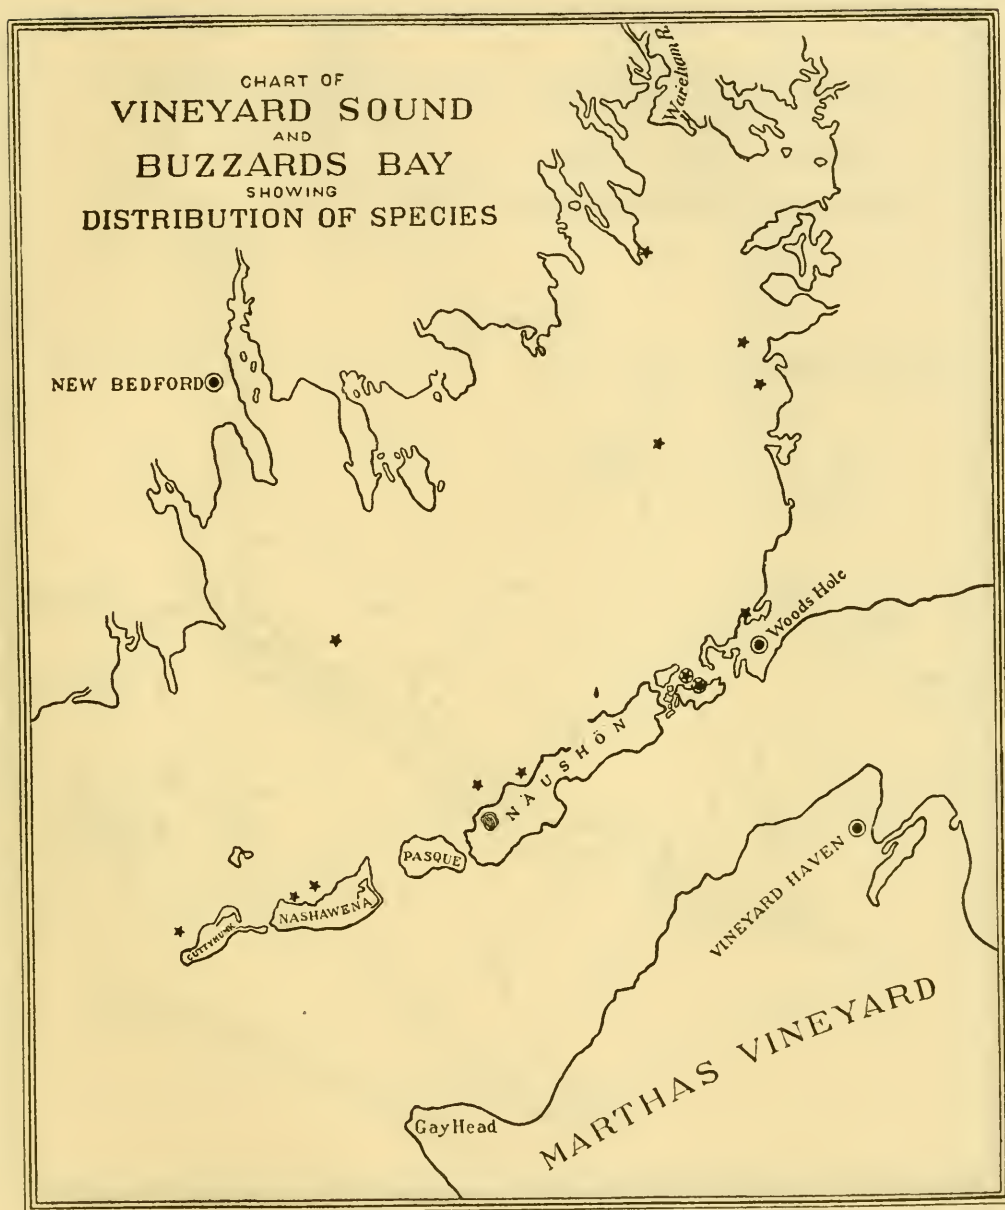 CHART OF
VINEYARD SOUND
AND
BUZZARDS BAY
SHOWING
DISTRIBUTION OF SPECIES
Wareham R.
NEW BEDFORD
Woods Hole
NÄUSHÖN
PASQUE
NASHAWENA
CUTTYHUNK
VINEYARD HAVEN
MARTHAS VINEYARD
Gay Head